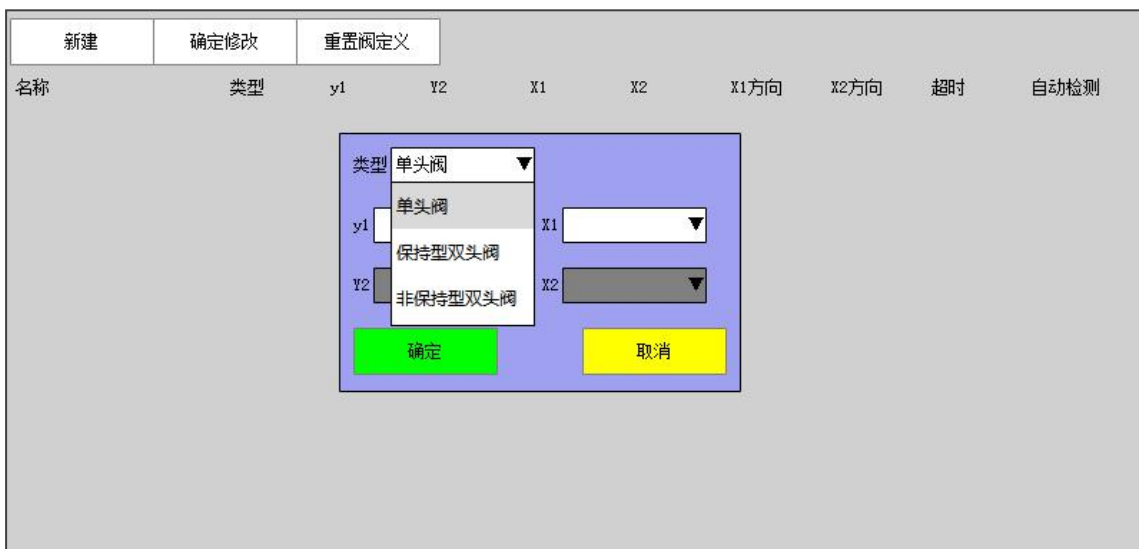 新建 确定修改 重置阀定义
名称 类型 y1 Y2 X1 X2 X1方向 X2方向 超时 自动检测
类型 单头阀
单头阀
y1 X1
保持型双头阀
Y2 X2
非保持型双头阀
确定 取消